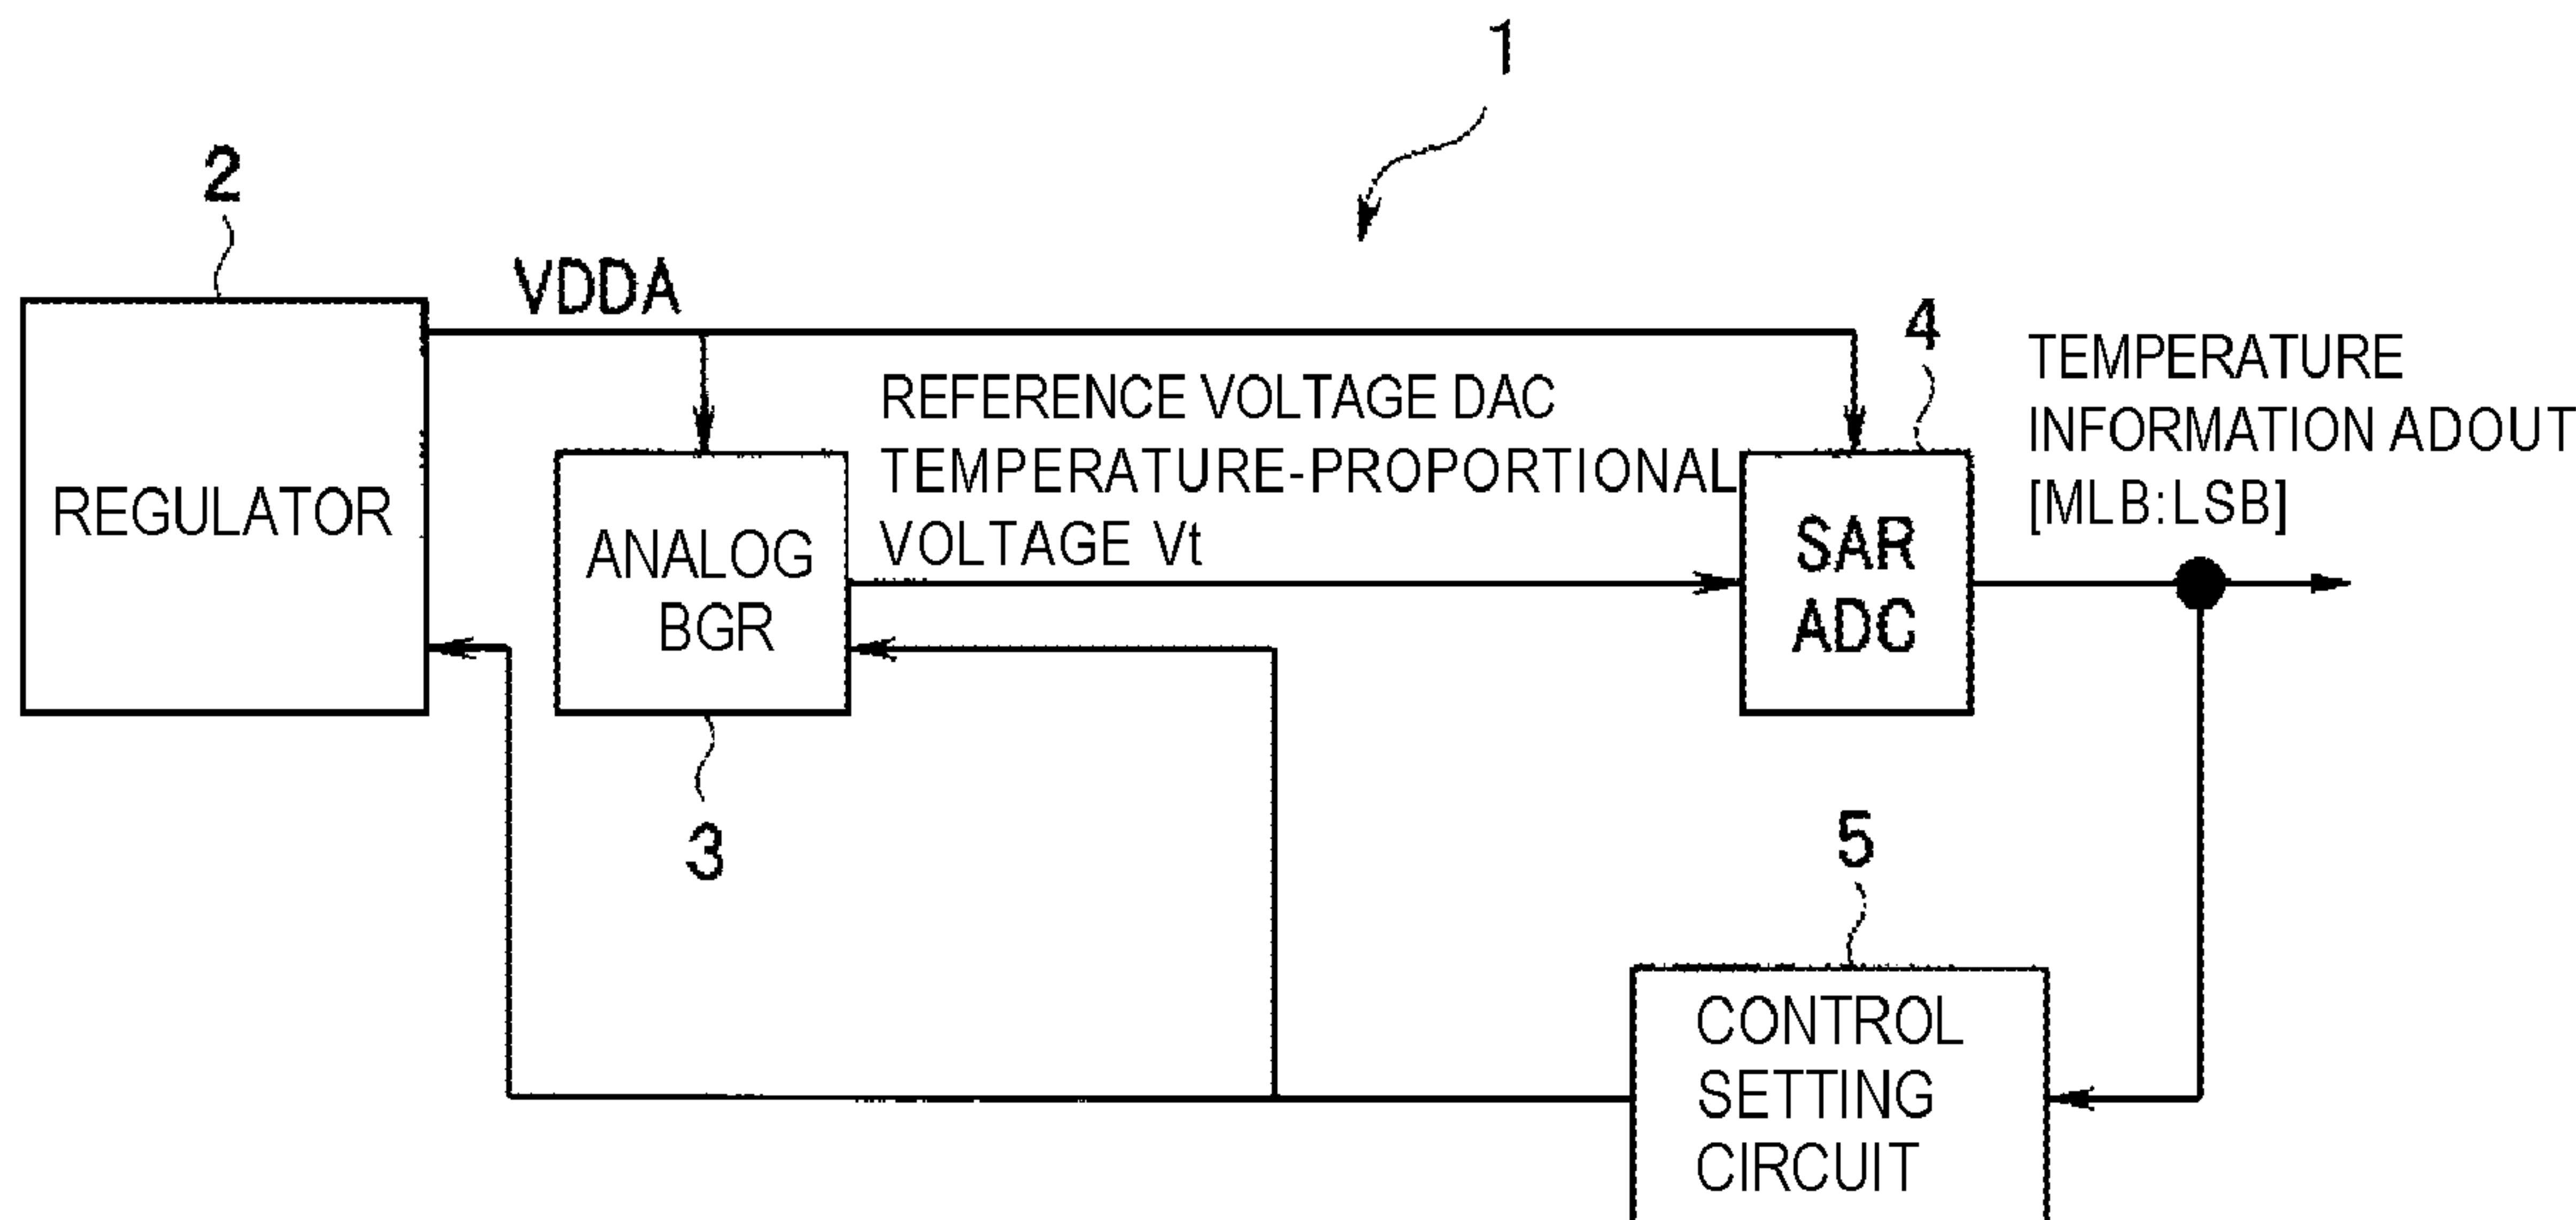 1
2
VDDA
4
TEMPERATURE
INFORMATION ADOUT
[MLB:LSB]
REFERENCE VOLTAGE DAC
TEMPERATURE-PROPORTIONAL
VOLTAGE Vt
REGULATOR
ANALOG
BGR
SAR
ADC
3
5
CONTROL
SETTING
CIRCUIT